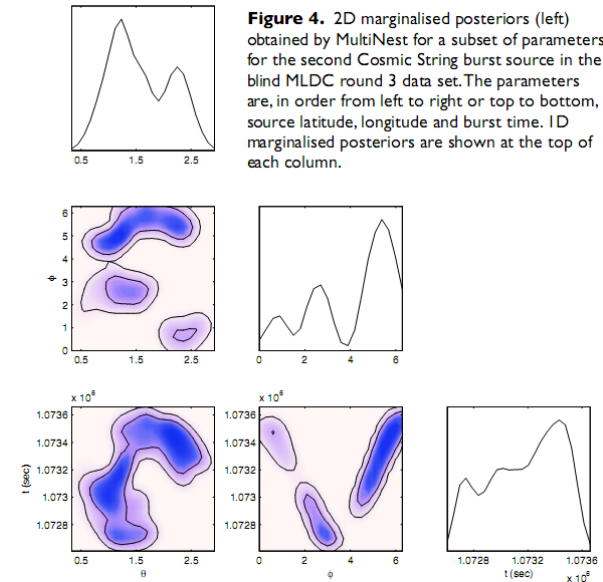 Figure 4. 2D marginalised posteriors (left)
obtained by MultiNest for a subset of parameters
for the second Cosmic String burst source in the
blind MLDC round 3 data set. The parameters
are, in order from left to right or top to bottom,
source latitude, longitude and burst time. 1D
marginalised posteriors are shown at the top of
each column.
0.5 1.5 2.5
6
5
4
ϕ
3
2
1
0
0.5 1.5 2.5
0 2 4 6
x 10⁶
1.0736
1.0734
t (sec)
1.0732
1.073
1.0728
0.5 1.5 2.5
θ
x 10⁶
1.0736
1.0734
1.0732
1.073
1.0728
0 2 4 6
ϕ
1.0728 1.0732 1.0736
t (sec) x 10⁶